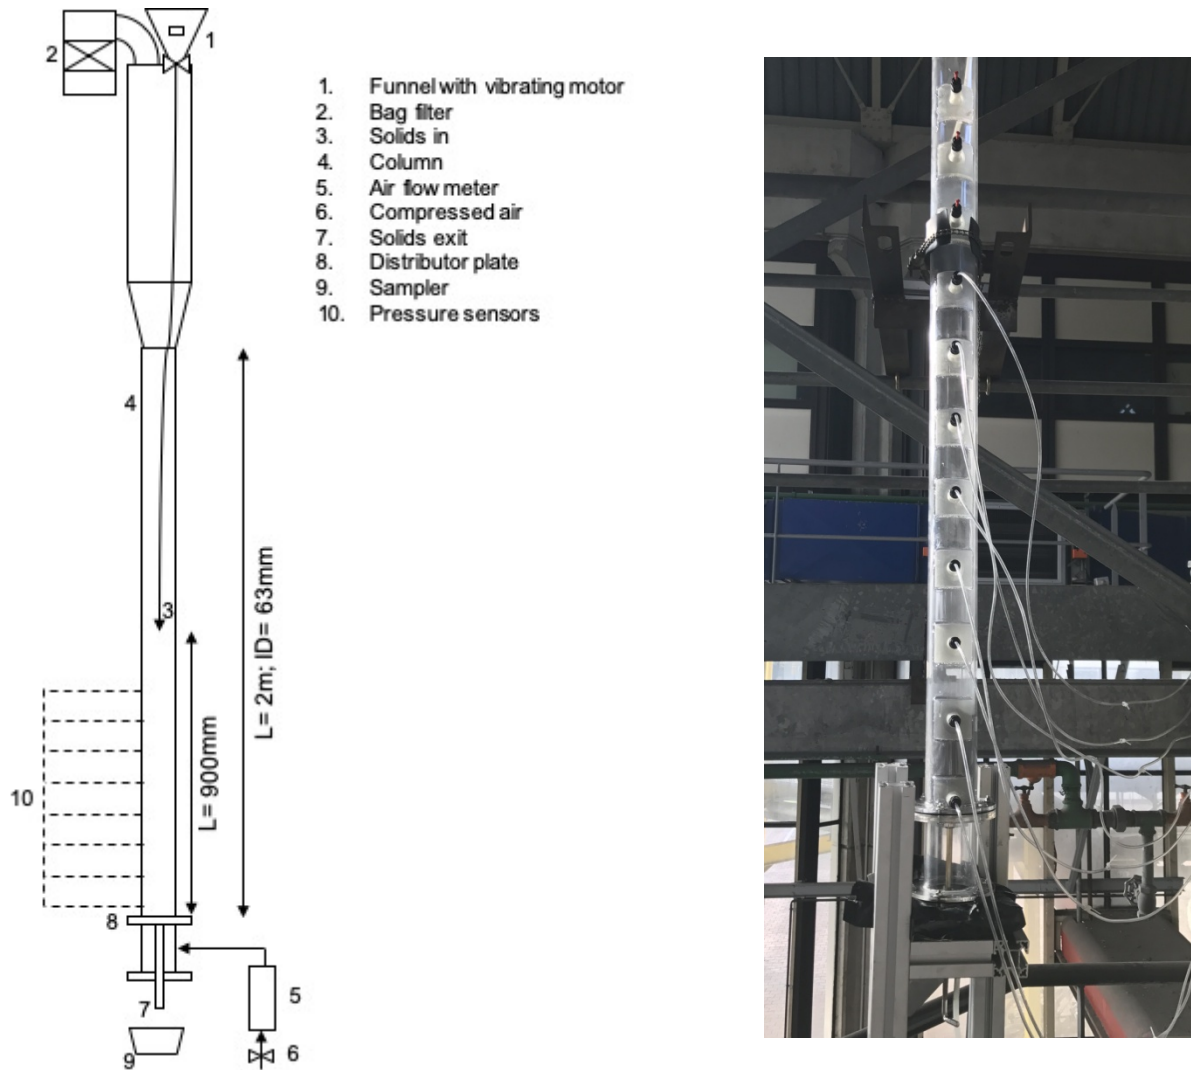 1
2
1. Funnel with vibrating motor
2. Bag filter
3. Solids in
4. Column
5. Air flow meter
6. Compressed air
7. Solids exit
8. Distributor plate
9. Sampler
10. Pressure sensors
4
3
L= 2m; ID= 63mm
L= 900mm
10
8
7
5
9
6